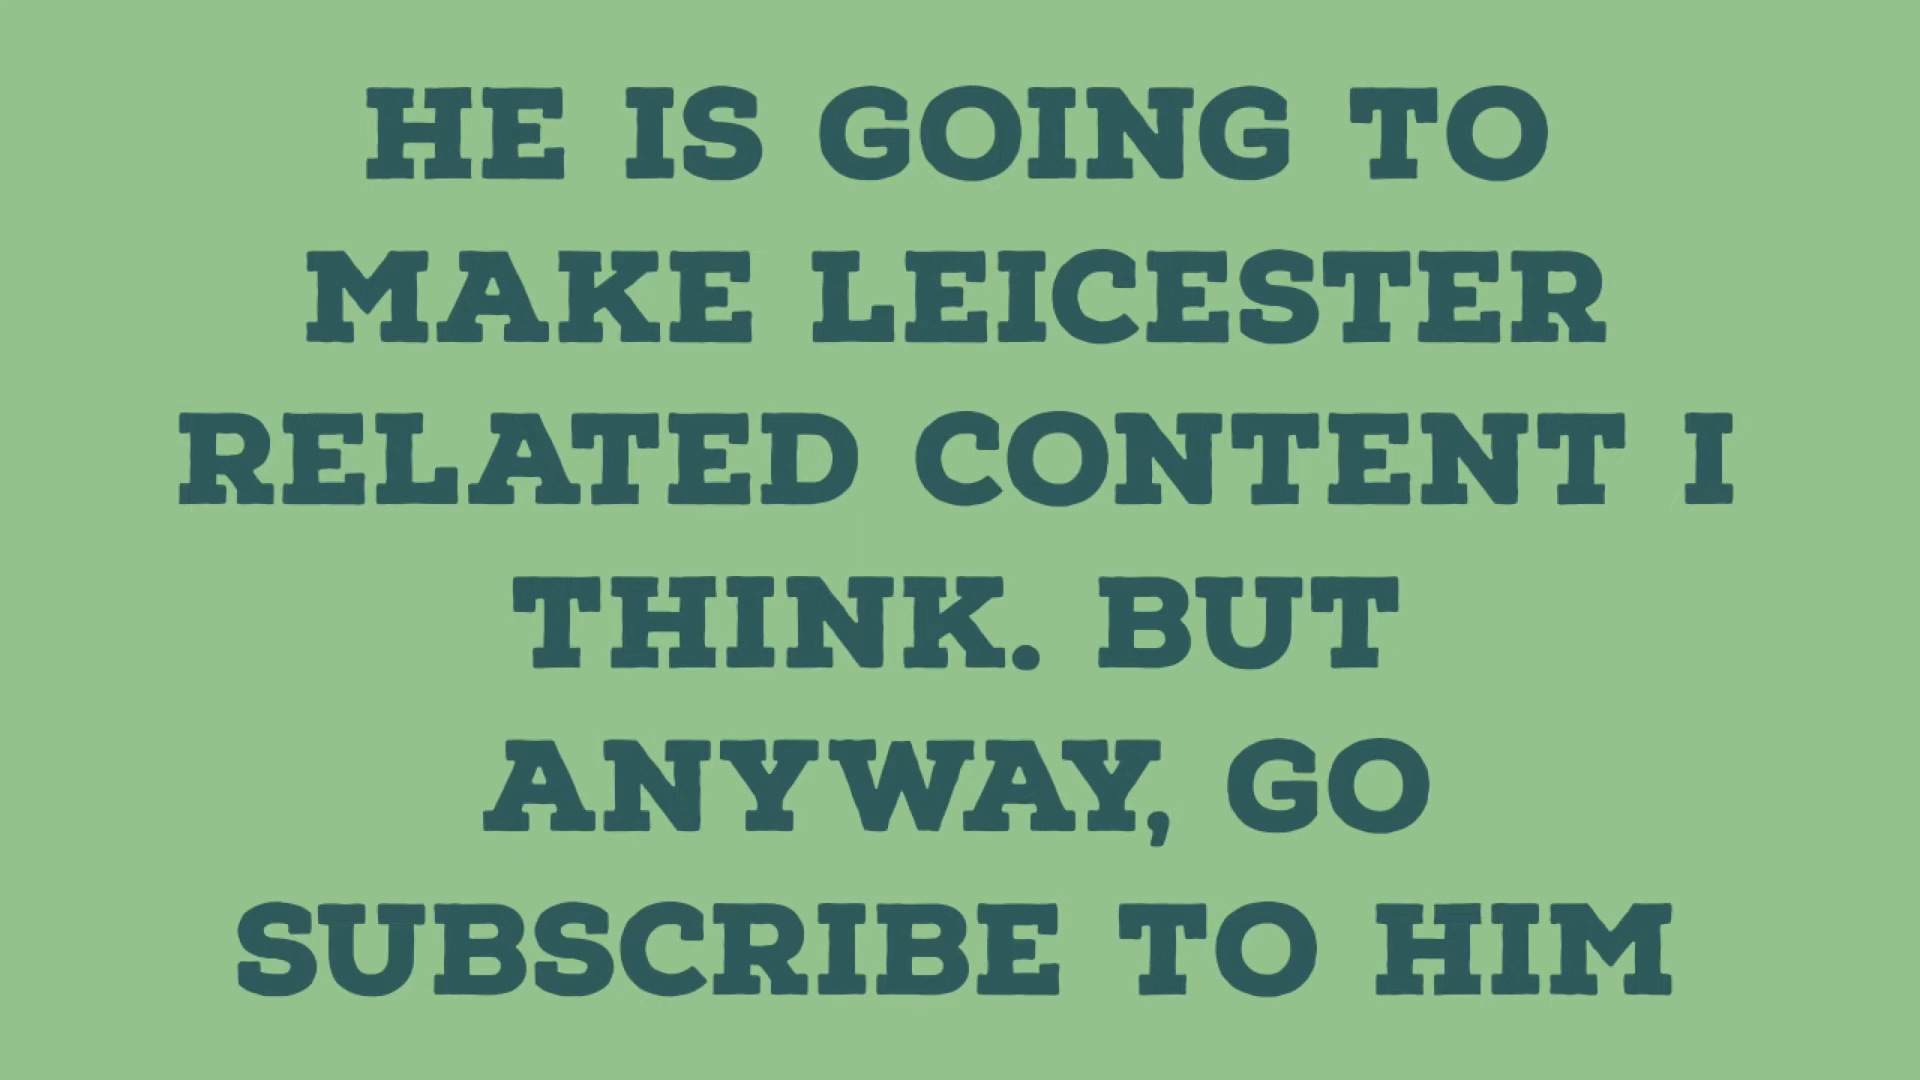 HE IS GOING TO
MAKE LEICESTER
RELATED CONTENT I
THINK. BUT
ANYWAY, GO
SUBSCRIBE TO HIM